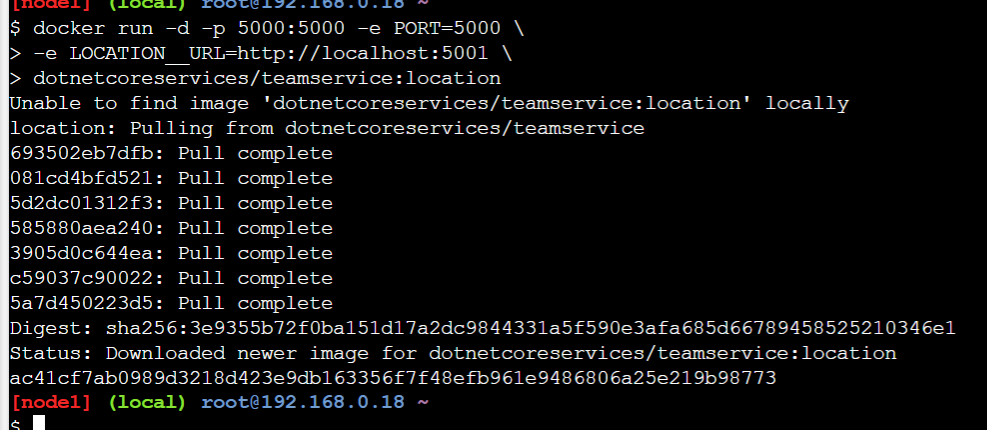 [node1] (local) root@192.168.0.18 ~
$ docker run -d -p 5000:5000 -e PORT=5000 \
> -e LOCATION__URL=http://localhost:5001 \
> dotnetcoreservices/teamservice:location
Unable to find image 'dotnetcoreservices/teamservice:location' locally
location: Pulling from dotnetcoreservices/teamservice
693502eb7dfb: Pull complete
081cd4bfd521: Pull complete
5d2dc01312f3: Pull complete
585880aea240: Pull complete
3905d0c644ea: Pull complete
c59037c90022: Pull complete
5a7d450223d5: Pull complete
Digest: sha256:3e9355b72f0ba151d17a2dc9844331a5f590e3afa685d66789458525210346e1
Status: Downloaded newer image for dotnetcoreservices/teamservice:location
ac41cf7ab0989d3218d423e9db163356f7f48efb961e9486806a25e219b98773
[node1] (local) root@192.168.0.18 ~
$